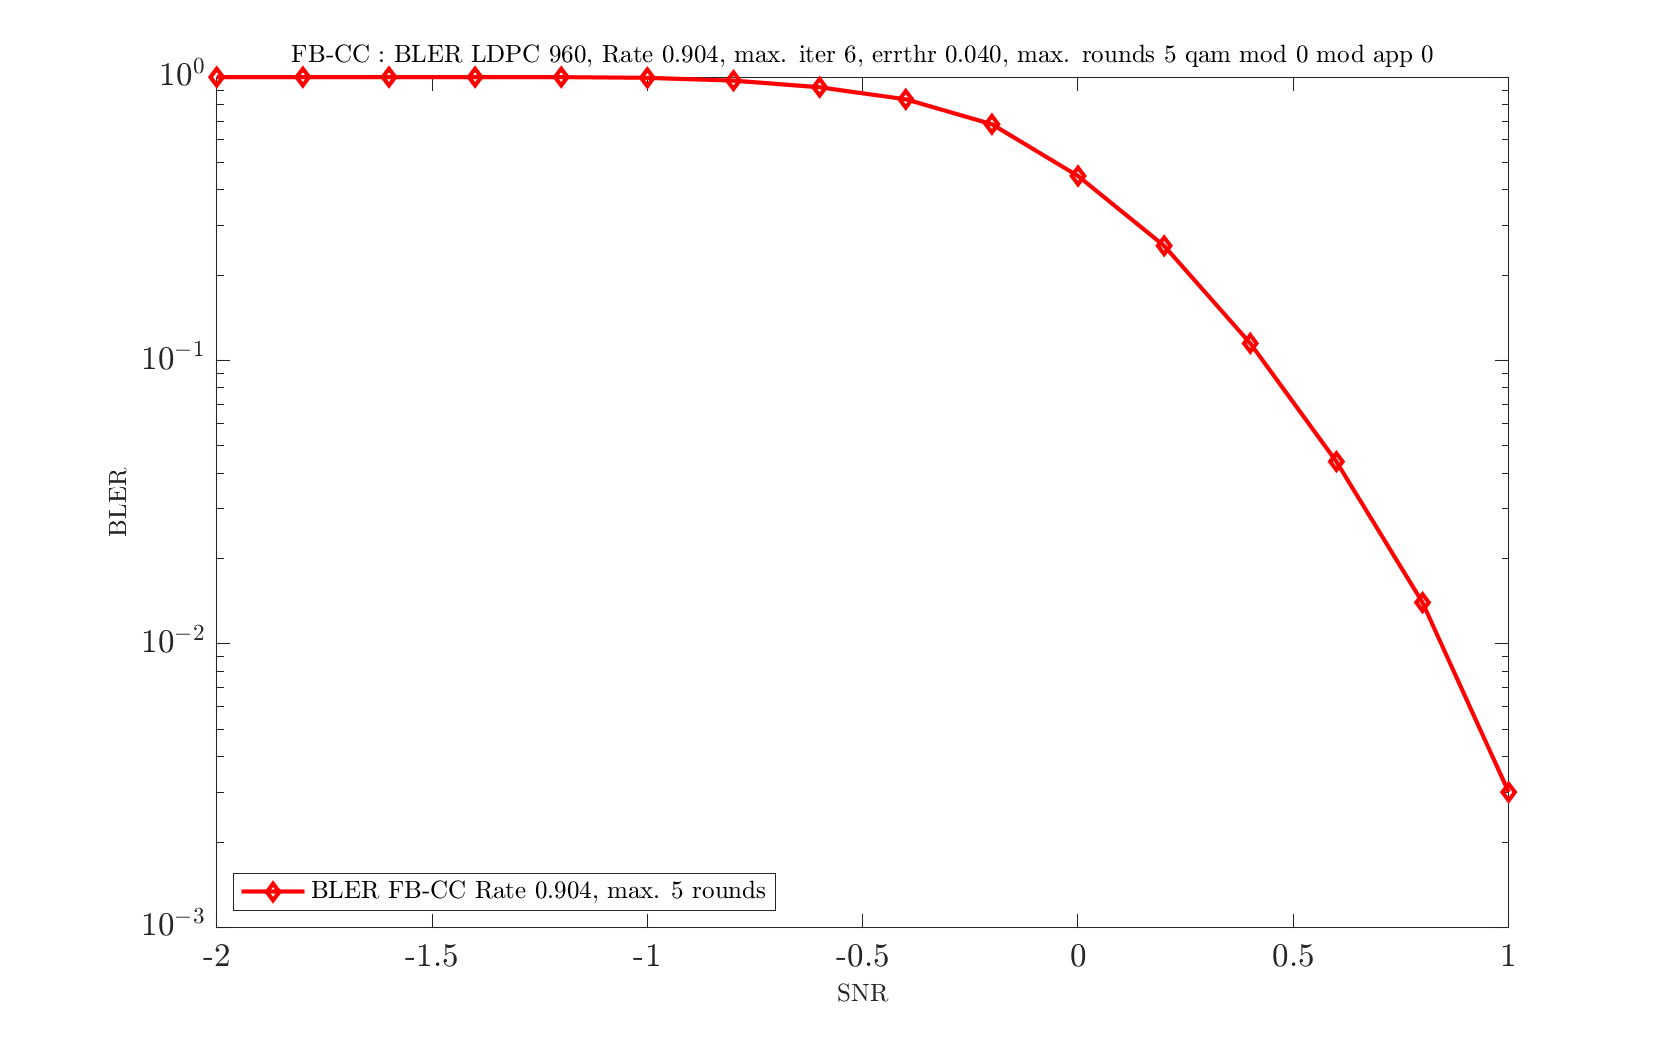 FB-CC : BLER LDPC 960, Rate 0.904, max. iter 6, errthr 0.040, max. rounds 5 qam mod 0 mod app 0
10⁰
10⁻¹
BLER
10⁻²
BLER FB-CC Rate 0.904, max. 5 rounds
10⁻³
-2 -1.5 -1 -0.5 0 0.5 1
SNR